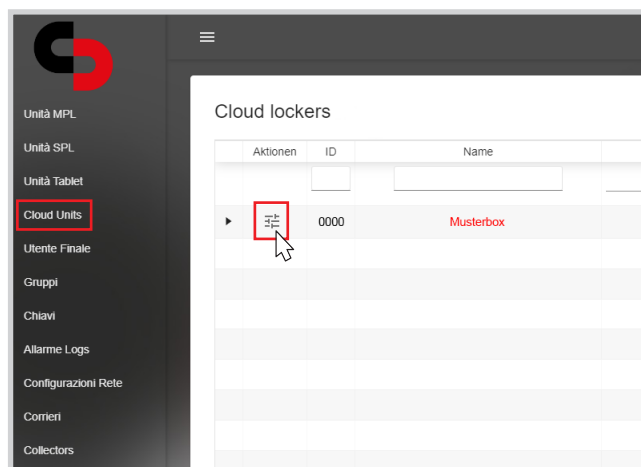 Unità MPL
Unità SPL
Unità Tablet
Cloud Units
Utente Finale
Gruppi
Chiavi
Allarme Logs
Configurazioni Rete
Corrieri
Collectors
Cloud lockers
Aktionen ID Name
0000 Musterbox